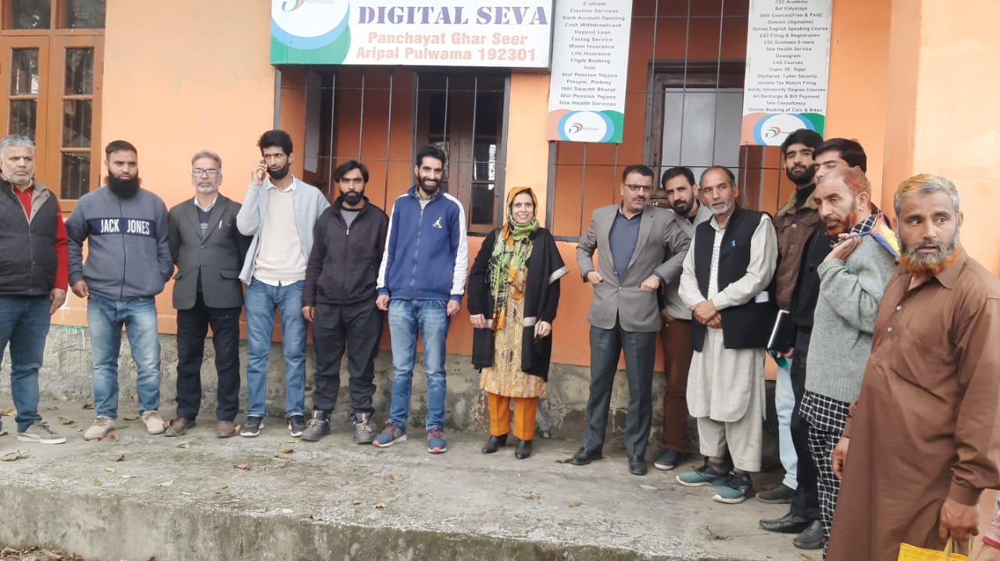 DIGITAL SEVA
Panchayat Ghar Seer
Aripal Pulwama 192301
E-shram
Election Services
Bank Account Opening
Cash Withdrawlcash
Deposit Loan
Fastag Service
Motor Insurance
Life Insurance
Flight Booking
Irctc
Atal Pension Yojana
Pmsym, Pmkmy
Ihhl Swachh Bharat
Atal Pension Yojana
Tele Health Services
CSC Academy
Bal Vidyalaya
Skill Courses(Free & Paid)
Domain (diginame)
Online English Speaking Course
GST Filing & Registration
CSC Grameen E-store
Tele Health Service
Dawagram
CAD Courses
Super 30, Toppr
Olympiad, Cyber Security
Income Tax Return Filing
Amity University Degree Courses
All Recharge & Bill Payment
Tele Consultancy
Online Booking of Cars & Bikes
JACK JONES